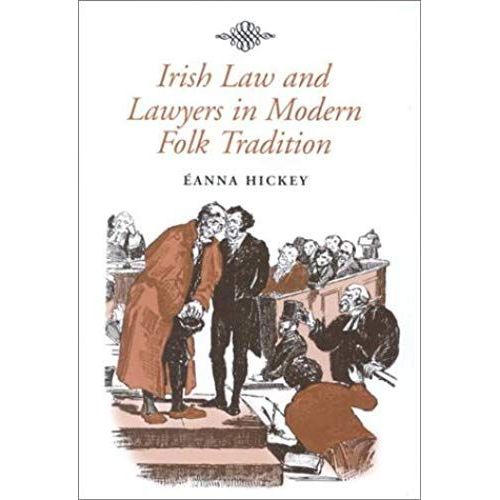 Irish Law and
Lawyers in Modern
Folk Tradition
ÉANNA HICKEY